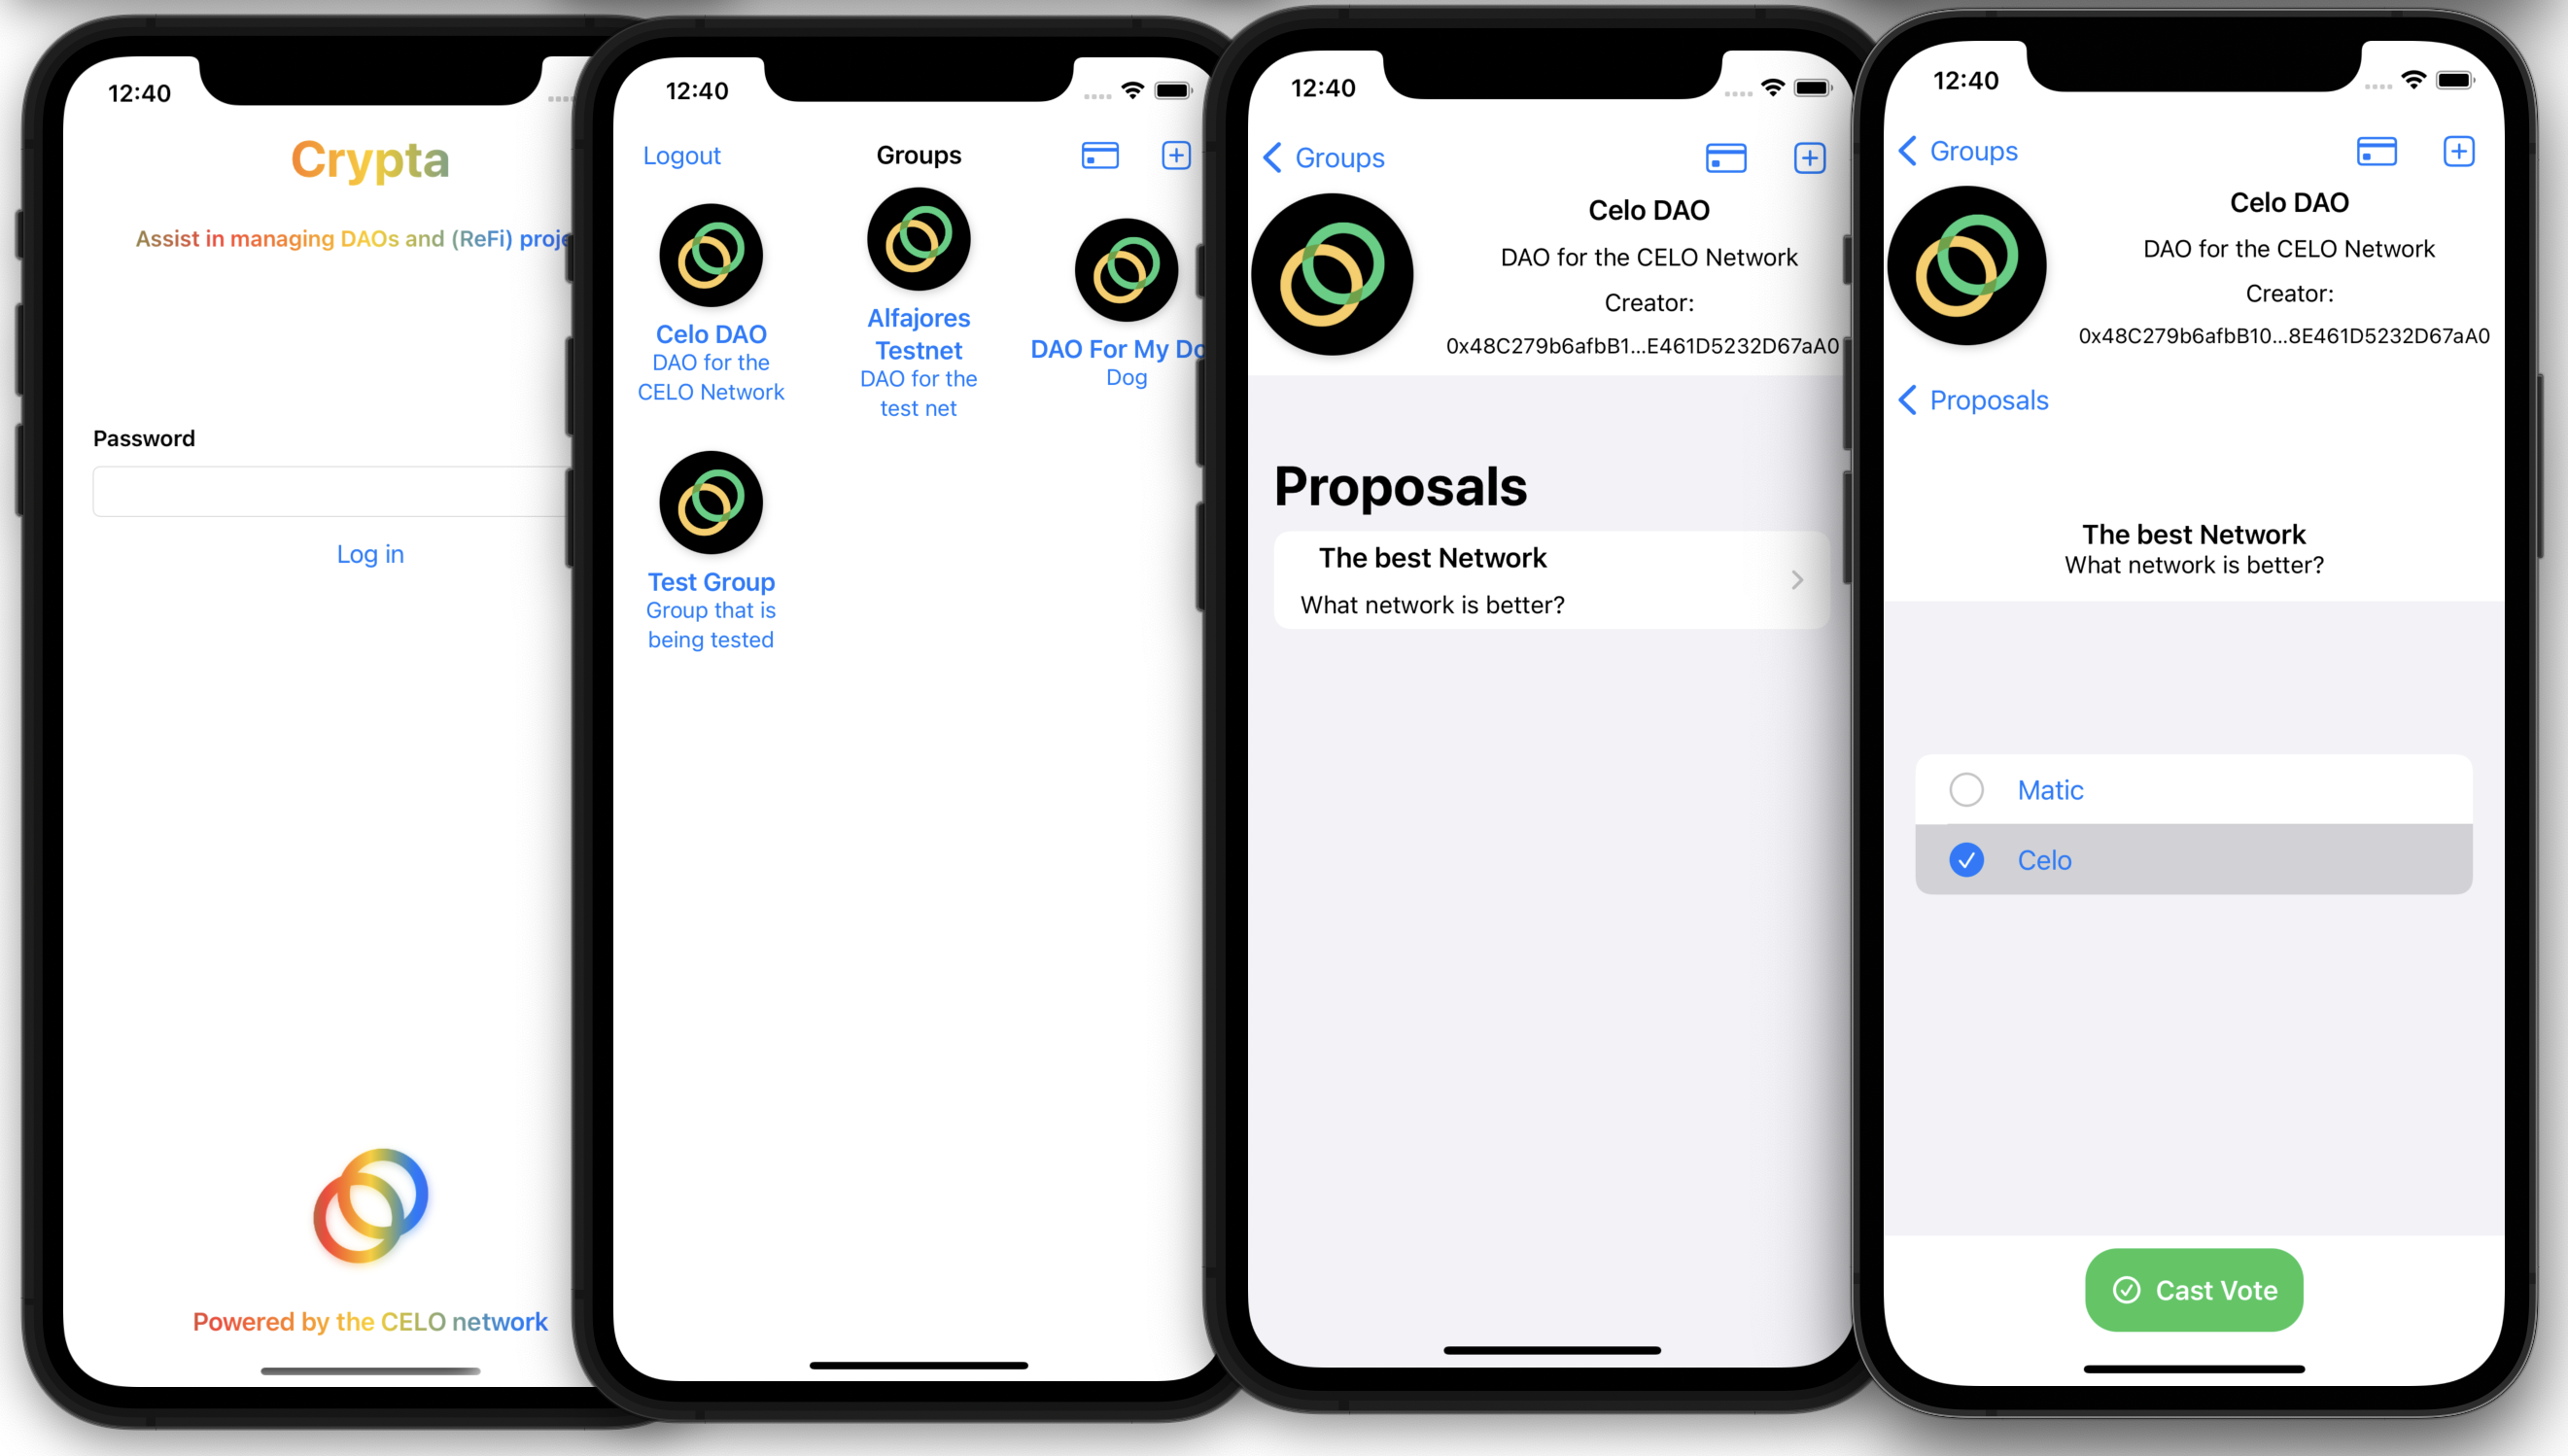 12:40
Crypta
Assist in managing DAOs and (ReFi)
Password
Log in
Powered by the CELO network
12:40
Logout
Groups
Celo DAO
DAO for the
CELO Network
Alfajores
Testnet
DAO for the
test net
DAO For My
Dog
Test Group
Group that is
being tested
12:40
Groups
Celo DAO
DAO for the CELO Network
Creator:
0x48C279b6afbB1...E461D5232D67aA0
Proposals
The best Network
What network is better?
12:40
Groups
Celo DAO
DAO for the CELO Network
Creator:
0x48C279b6afbB10...8E461D5232D67aA0
Proposals
The best Network
What network is better?
Matic
Celo
Cast Vote